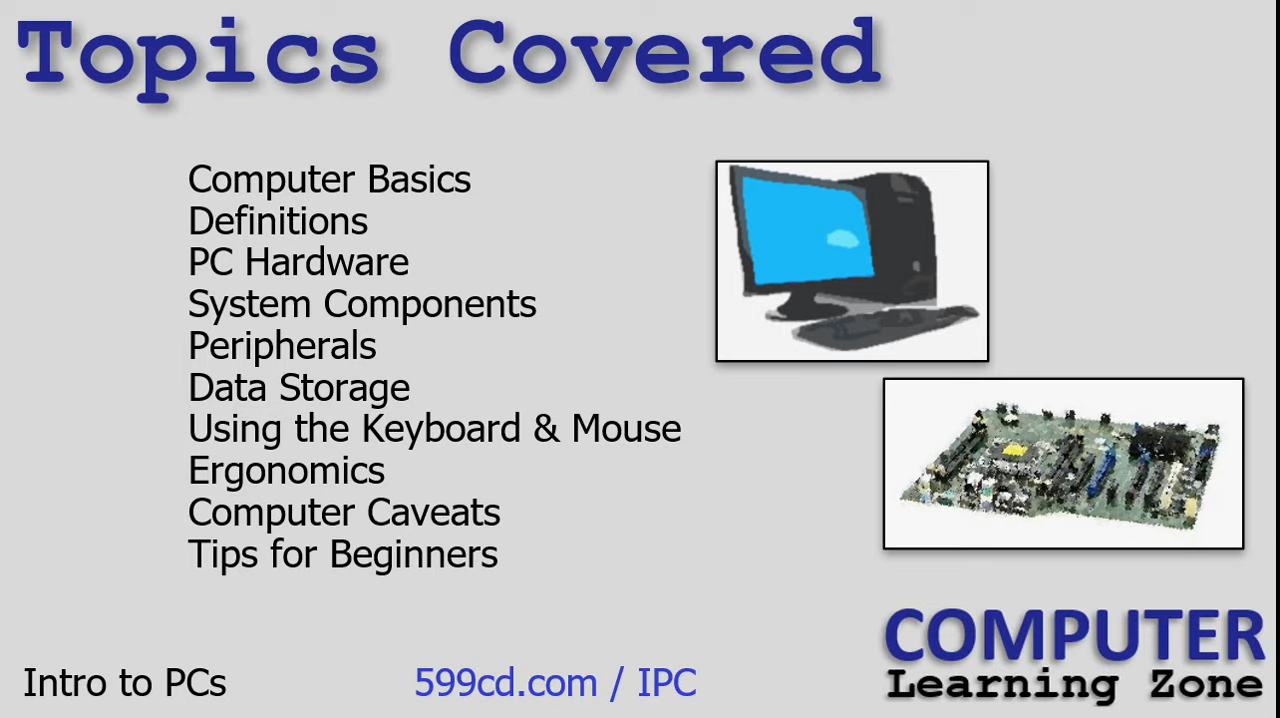 Topics Covered
Computer Basics
Definitions
PC Hardware
System Components
Peripherals
Data Storage
Using the Keyboard & Mouse
Ergonomics
Computer Caveats
Tips for Beginners
Intro to PCs
599cd.com / IPC
COMPUTER
Learning Zone